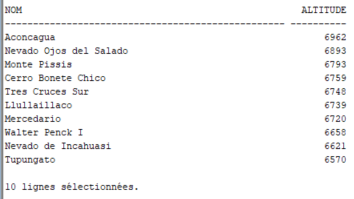 NOM ALTITUDE
-------------------------------------------------- ----------
Aconcagua 6962
Nevado Ojos del Salado 6893
Monte Pissis 6793
Cerro Bonete Chico 6759
Tres Cruces Sur 6748
Llullaillaco 6739
Mercedario 6720
Walter Penck I 6658
Nevado de Incahuasi 6621
Tupungato 6570
10 lignes sélectionnées.